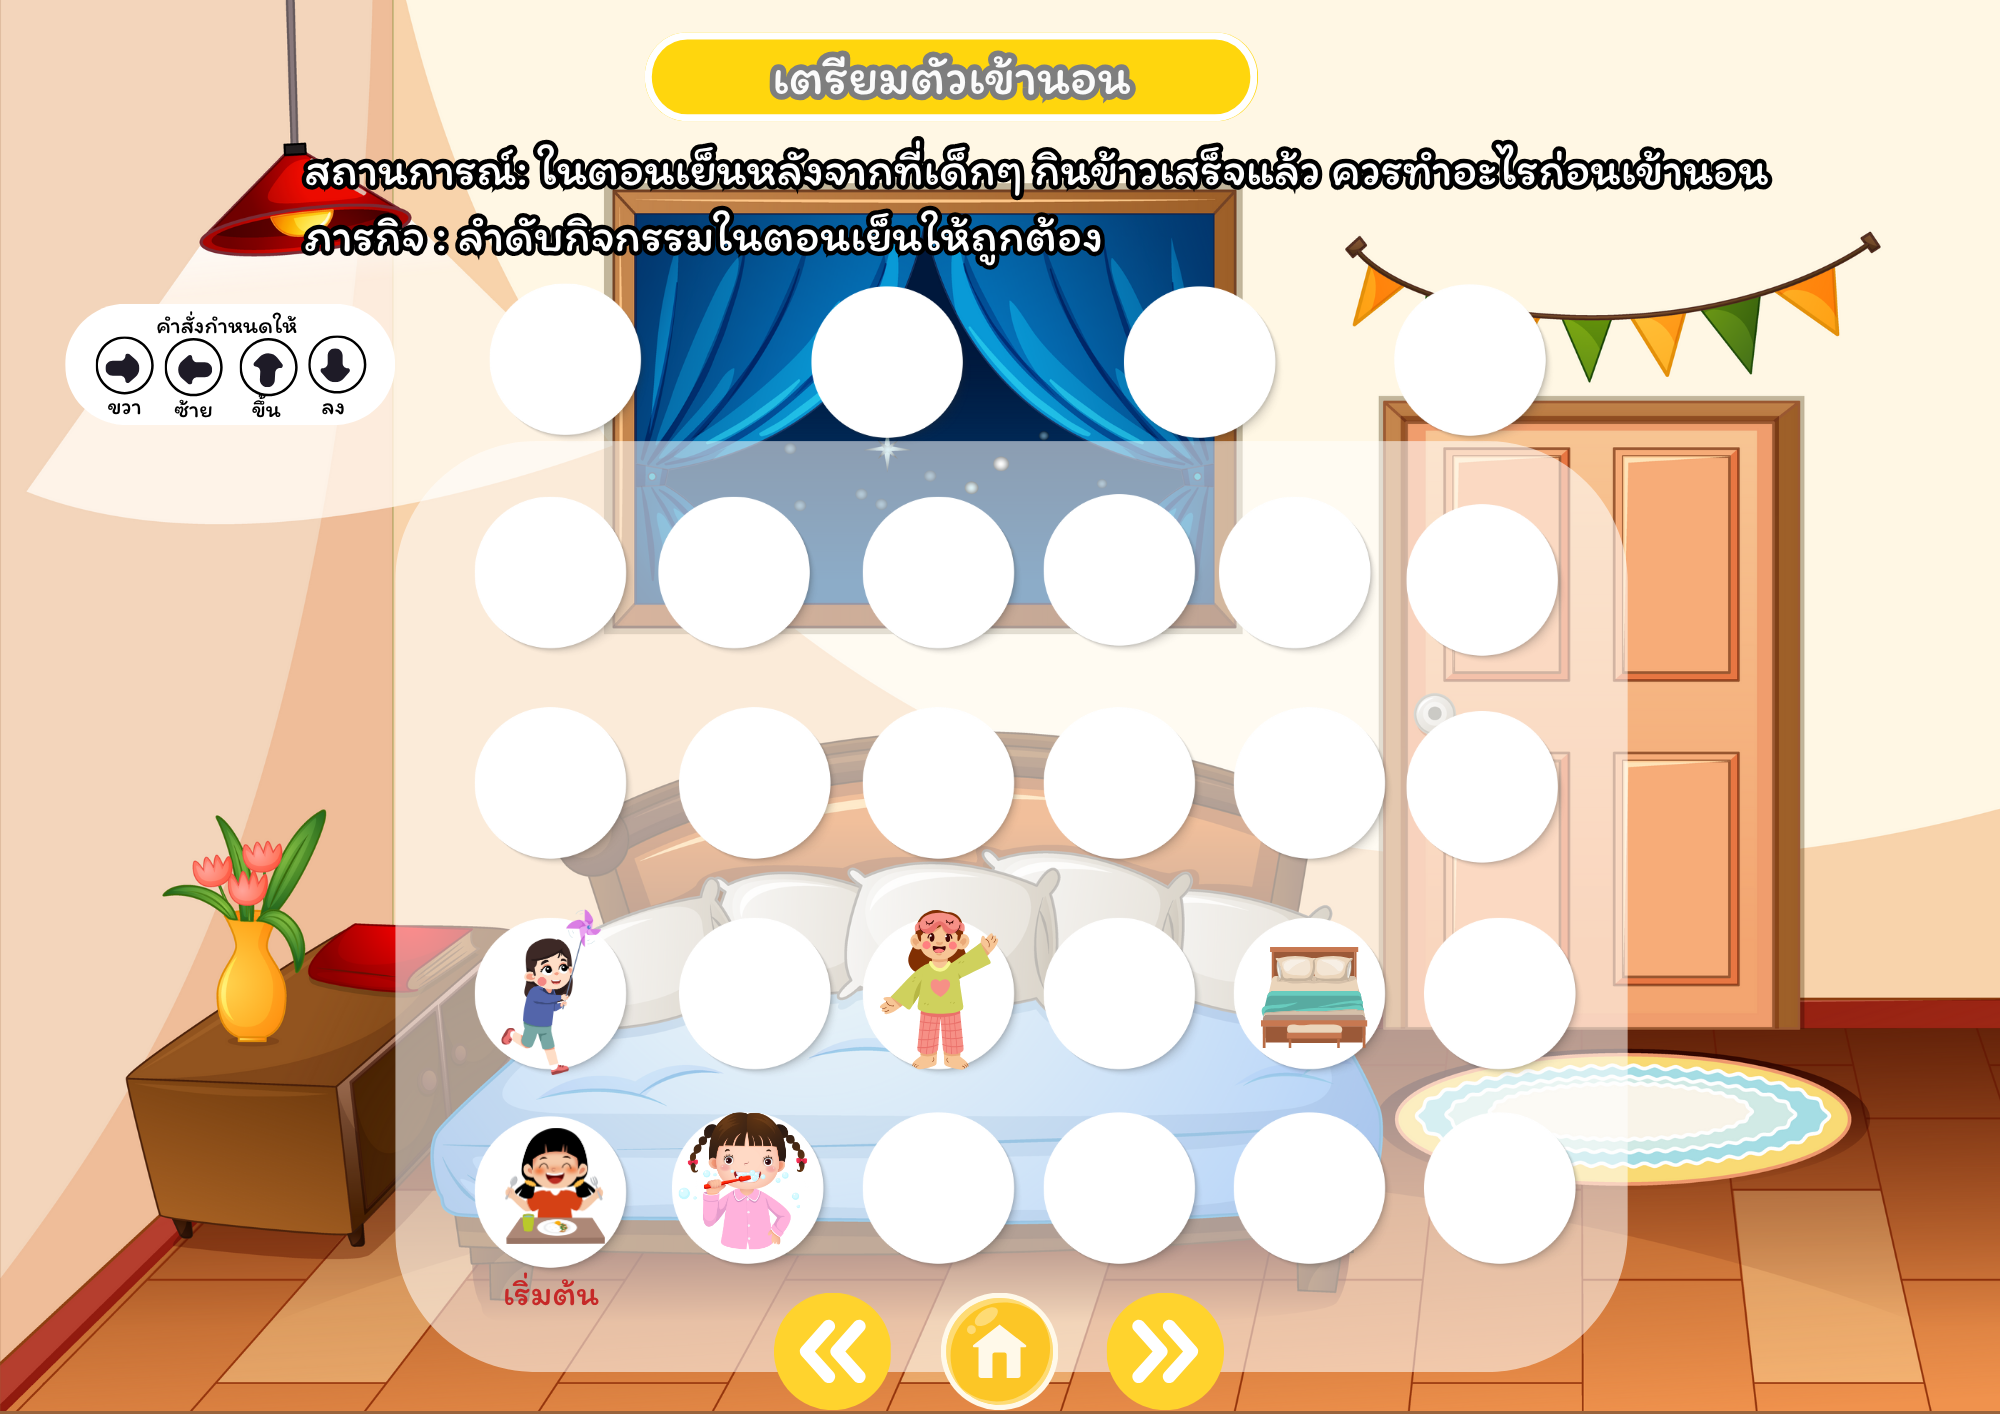 เตรียมตัวเข้านอน
สถานการณ์: ในตอนเย็นหลังจากที่เด็กๆ กินข้าวเสร็จแล้ว ควรทำอะไรก่อนเข้านอน
ภารกิจ : ลำดับกิจกรรมในตอนเย็นให้ถูกต้อง
คำสั่งกำหนดให้
ขวา ซ้าย ขึ้น ลง
เริ่มต้น